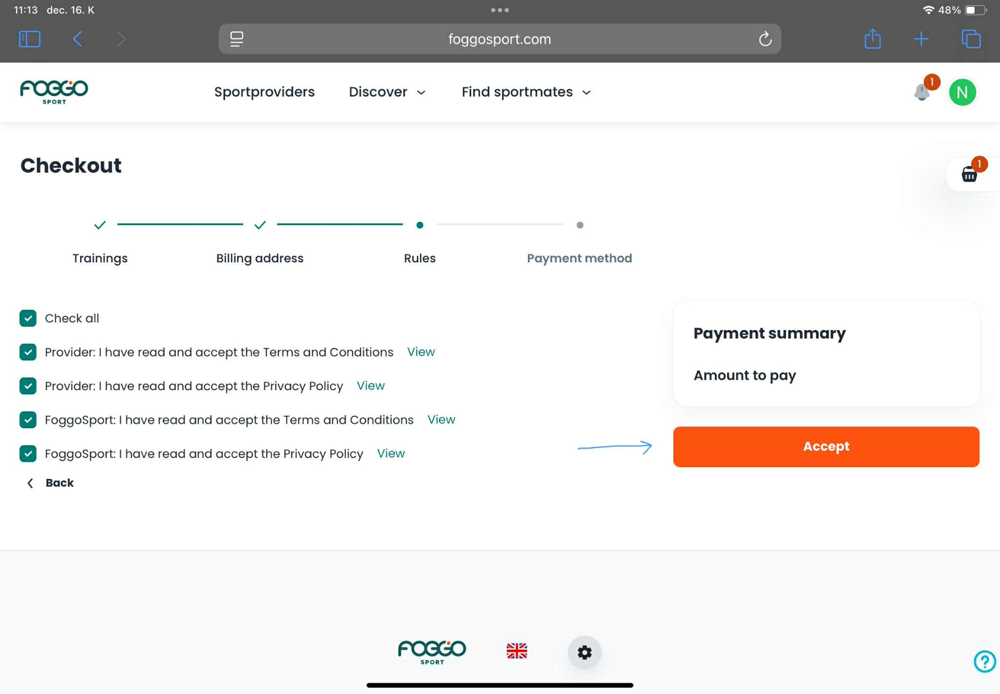 11:13 dec. 16. K
48%
foggosport.com
FOGGO
SPORT
Sportproviders
Discover
Find sportmates
1
N
Checkout
1
Trainings
Billing address
Rules
Payment method
Check all
Provider: I have read and accept the Terms and Conditions View
Provider: I have read and accept the Privacy Policy View
FoggoSport: I have read and accept the Terms and Conditions View
FoggoSport: I have read and accept the Privacy Policy View
Back
Payment summary
Amount to pay
Accept
FOGGO
SPORT
?